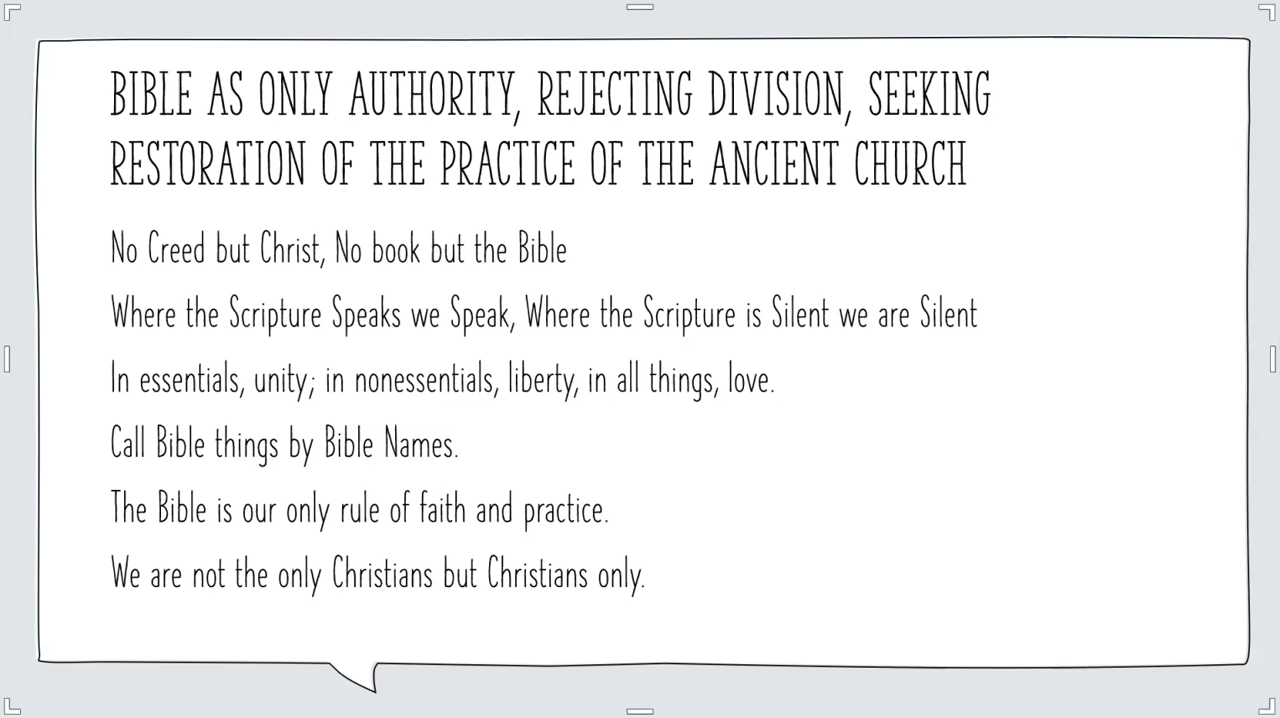 BIBLE AS ONLY AUTHORITY, REJECTING DIVISION, SEEKING
RESTORATION OF THE PRACTICE OF THE ANCIENT CHURCH
No Creed but Christ, No book but the Bible
Where the Scripture Speaks we Speak, Where the Scripture is Silent we are Silent
In essentials, unity; in nonessentials, liberty, in all things, love.
Call Bible things by Bible Names.
The Bible is our only rule of faith and practice.
We are not the only Christians but Christians only.